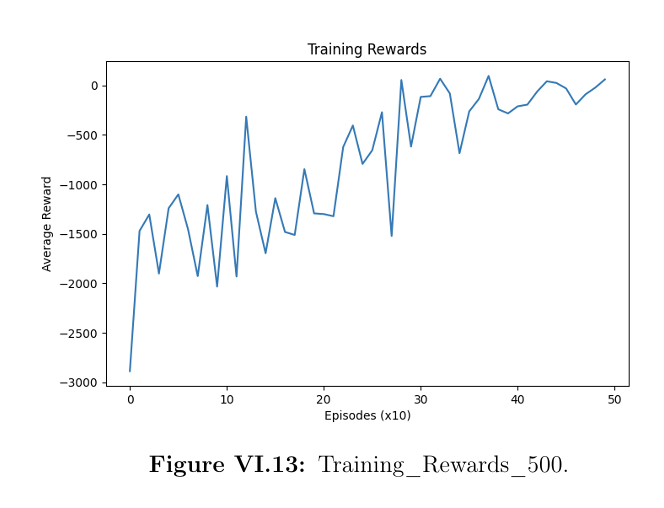 Training Rewards
0
−500
−1000
−1500
−2000
−2500
−3000
Average Reward
0 10 20 30 40 50
Episodes (x10)
Figure VI.13: Training_Rewards_500.